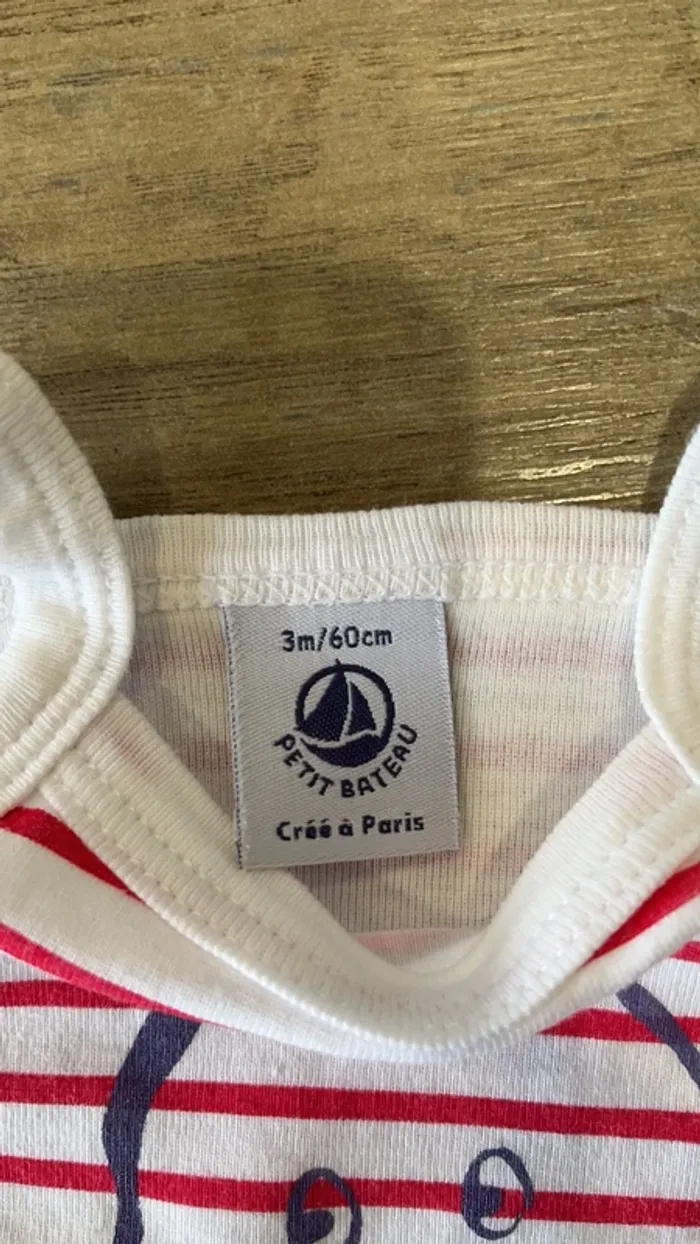 3m/60cm
PETIT BATEAU
Créé à Paris